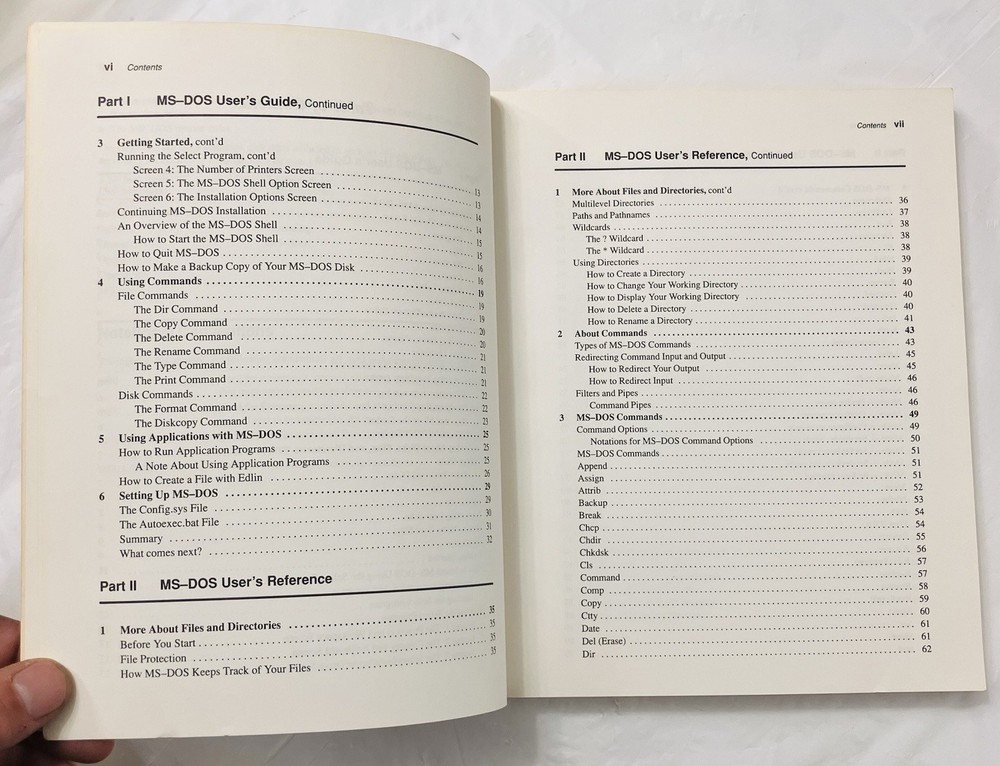 vi Contents
Part I MS–DOS User's Guide, Continued
3 Getting Started, cont'd
Running the Select Program, cont'd
Screen 4: The Number of Printers Screen ..... 13
Screen 5: The MS–DOS Shell Option Screen ..... 13
Screen 6: The Installation Options Screen ..... 14
Continuing MS–DOS Installation ..... 14
An Overview of the MS–DOS Shell ..... 15
How to Start the MS–DOS Shell ..... 15
How to Quit MS–DOS ..... 16
How to Make a Backup Copy of Your MS–DOS Disk ..... 16
4 Using Commands ..... 19
File Commands ..... 19
The Dir Command ..... 19
The Copy Command ..... 20
The Delete Command ..... 20
The Rename Command ..... 21
The Type Command ..... 21
The Print Command ..... 21
Disk Commands ..... 22
The Format Command ..... 22
The Diskcopy Command ..... 23
5 Using Applications with MS–DOS ..... 25
How to Run Application Programs ..... 25
A Note About Using Application Programs ..... 25
How to Create a File with Edlin ..... 26
6 Setting Up MS–DOS ..... 29
The Config.sys File ..... 29
The Autoexec.bat File ..... 30
Summary ..... 31
What comes next? ..... 32
Part II MS–DOS User's Reference
1 More About Files and Directories ..... 35
Before You Start ..... 35
File Protection ..... 35
How MS–DOS Keeps Track of Your Files ..... 35
Contents vii
Part II MS–DOS User's Reference, Continued
1 More About Files and Directories, cont'd
Multilevel Directories ..... 36
Paths and Pathnames ..... 37
Wildcards ..... 38
The ? Wildcard ..... 38
The * Wildcard ..... 38
Using Directories ..... 39
How to Create a Directory ..... 39
How to Change Your Working Directory ..... 40
How to Display Your Working Directory ..... 40
How to Delete a Directory ..... 40
How to Rename a Directory ..... 41
2 About Commands ..... 43
Types of MS–DOS Commands ..... 43
Redirecting Command Input and Output ..... 45
How to Redirect Your Output ..... 45
How to Redirect Input ..... 46
Filters and Pipes ..... 46
Command Pipes ..... 46
3 MS–DOS Commands ..... 49
Command Options ..... 49
Notations for MS–DOS Command Options ..... 50
MS–DOS Commands ..... 51
Append ..... 51
Assign ..... 51
Attrib ..... 52
Backup ..... 53
Break ..... 54
Chcp ..... 54
Chdir ..... 55
Chkdsk ..... 56
Cls ..... 57
Command ..... 57
Comp ..... 58
Copy ..... 59
Ctty ..... 60
Date ..... 61
Del (Erase) ..... 61
Dir ..... 62